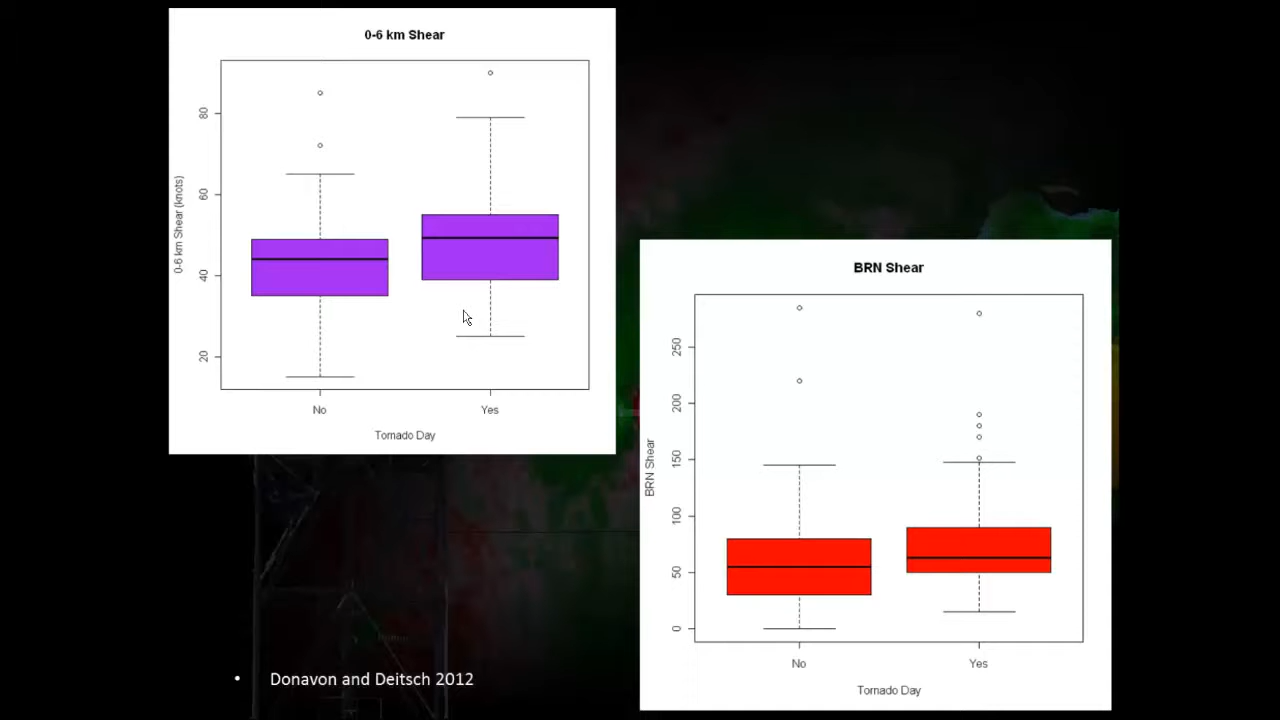 0-6 km Shear
0-6 km Shear (knots)
80
60
40
20
No Yes
Tornado Day
BRN Shear
BRN Shear
250
200
150
100
50
0
No Yes
Tornado Day
• Donavon and Deitsch 2012